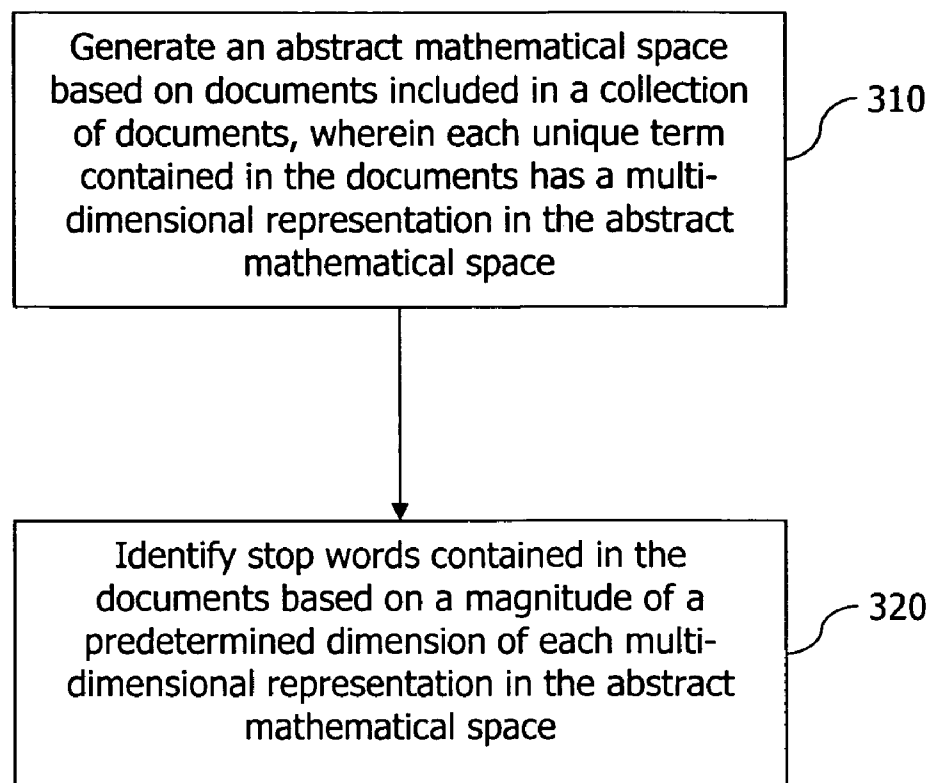 Generate an abstract mathematical space
based on documents included in a collection
of documents, wherein each unique term
contained in the documents has a multi-
dimensional representation in the abstract
mathematical space
310
Identify stop words contained in the
documents based on a magnitude of a
predetermined dimension of each multi-
dimensional representation in the abstract
mathematical space
320